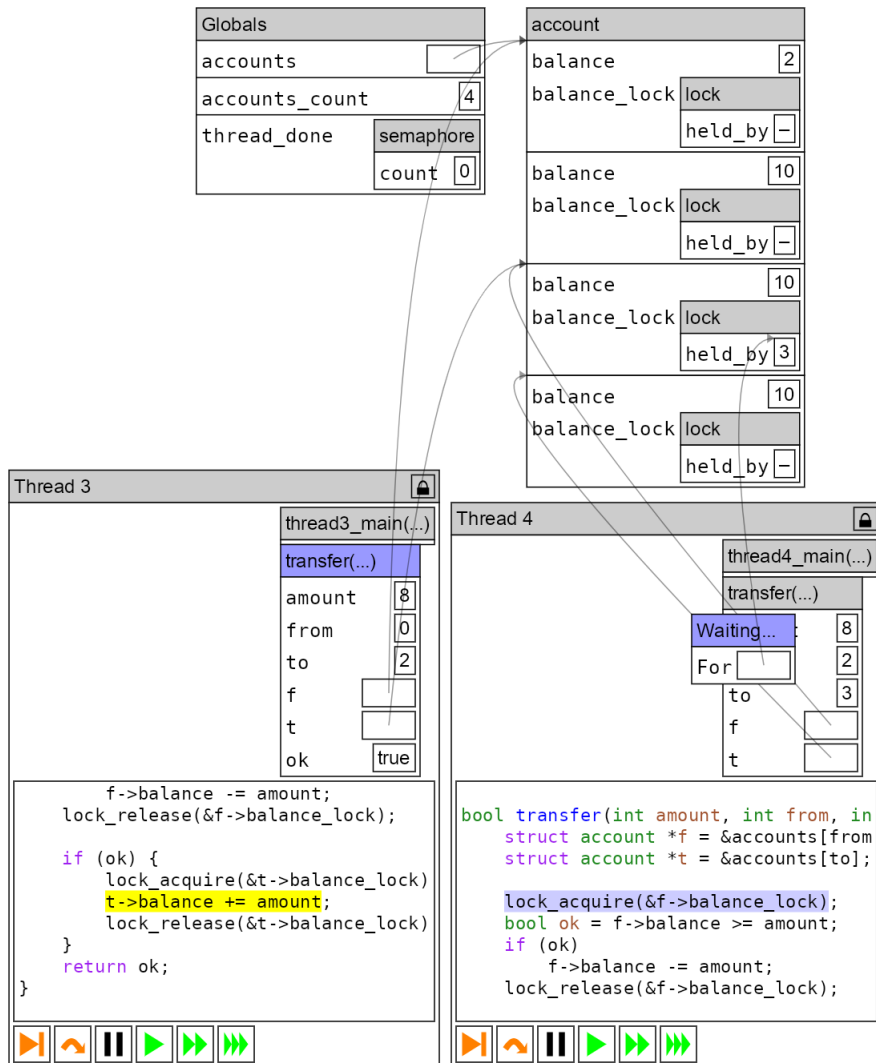 Globals
accounts
accounts_count 4
thread_done semaphore
count 0
account
balance 2
balance_lock lock
held_by –
balance 10
balance_lock lock
held_by –
balance 10
balance_lock lock
held_by 3
balance 10
balance_lock lock
held_by –
Thread 3
thread3_main(...)
transfer(...)
amount 8
from 0
to 2
f
t
ok true
f->balance -= amount;
lock_release(&f->balance_lock);
if (ok) {
lock_acquire(&t->balance_lock)
t->balance += amount;
lock_release(&t->balance_lock)
}
return ok;
}
Thread 4
thread4_main(...)
transfer(...)
Waiting... 8
For 2
to 3
f
t
bool transfer(int amount, int from, in
struct account *f = &accounts[from
struct account *t = &accounts[to];
lock_acquire(&f->balance_lock);
bool ok = f->balance >= amount;
if (ok)
f->balance -= amount;
lock_release(&f->balance_lock);